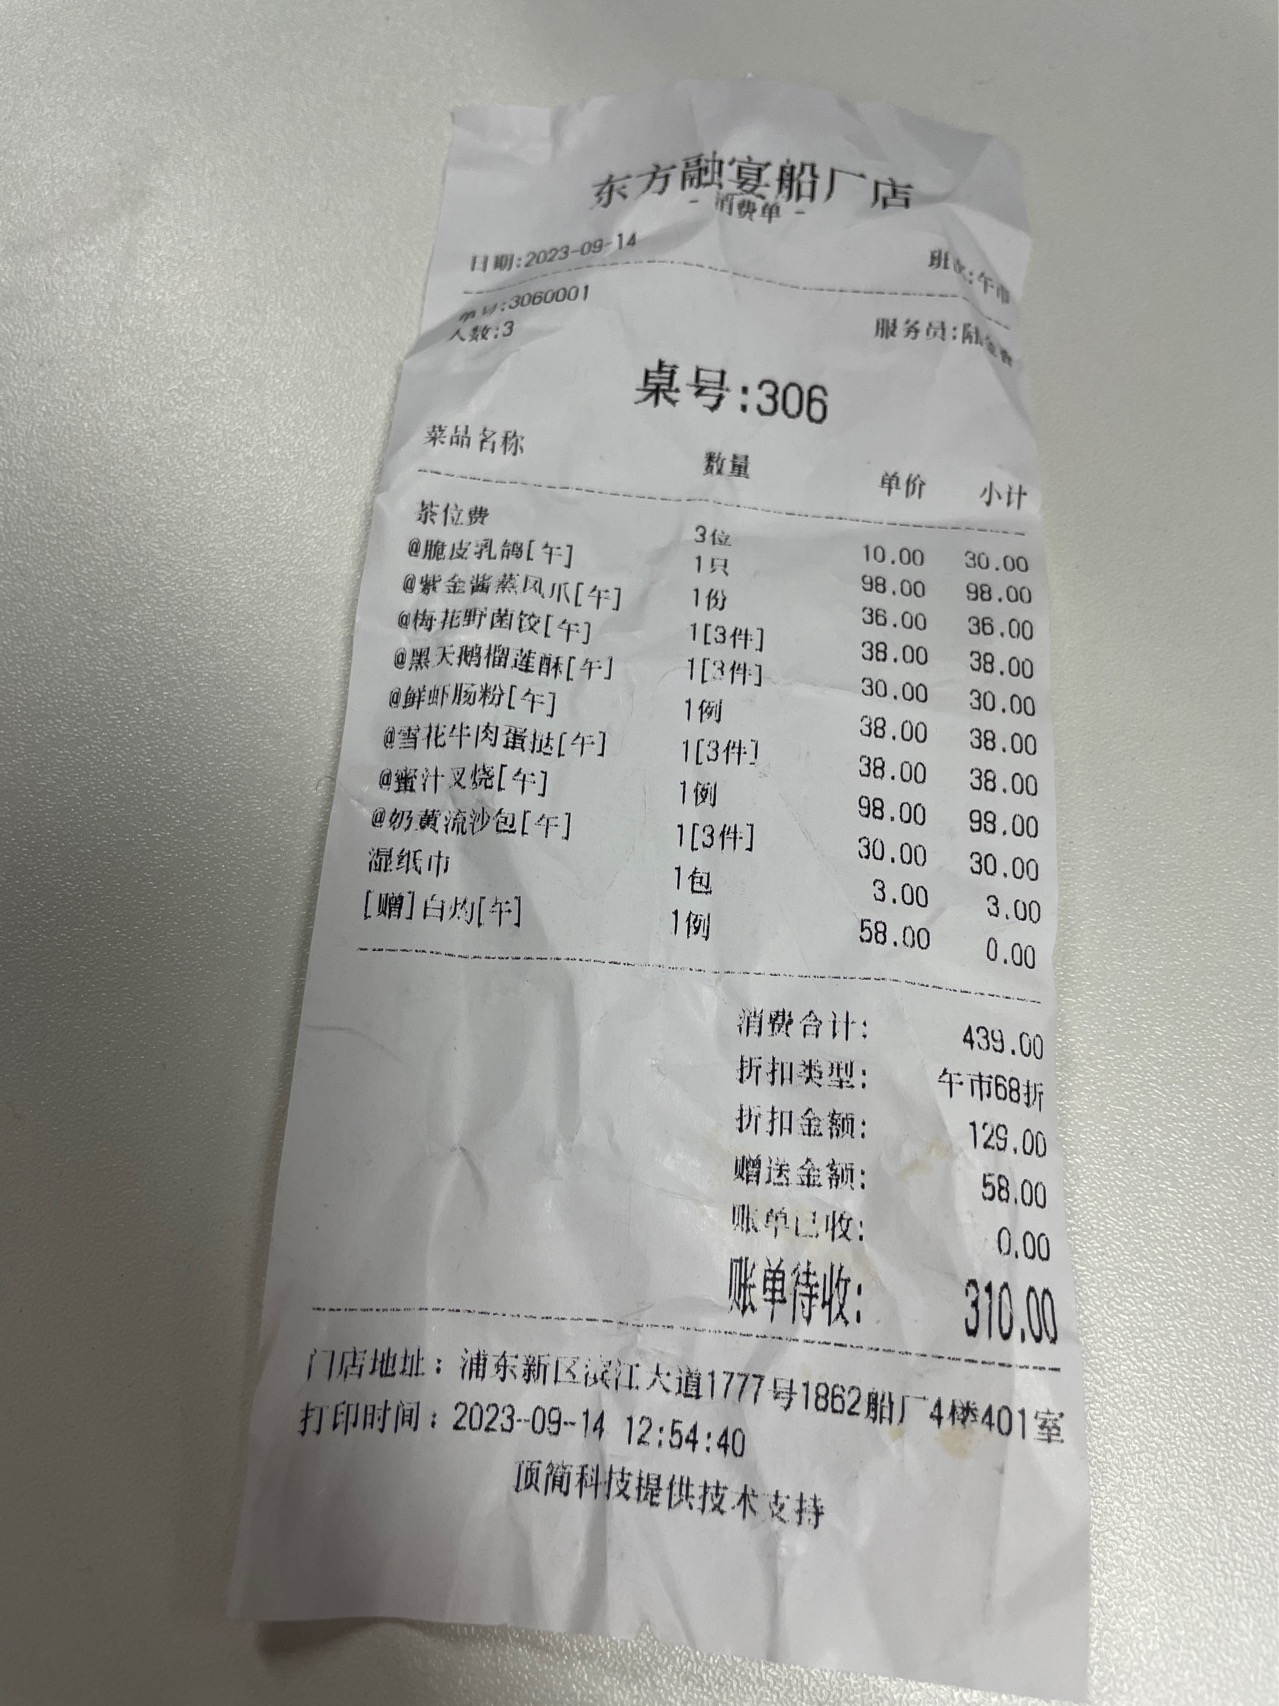 东方融宴船厂店
- 消费单 -
日期:2023-09-14 班次:午市
单号:3060001
人数:3 服务员:陆金
桌号:306
菜品名称 数量 单价 小计
茶位费 3位 10.00 30.00
@脆皮乳鸽[午] 1只 98.00 98.00
@紫金酱蒸凤爪[午] 1份 36.00 36.00
@梅花野菌饺[午] 1[3件] 38.00 38.00
@黑天鹅榴莲酥[午] 1[3件] 30.00 30.00
@鲜虾肠粉[午] 1例 38.00 38.00
@雪花牛肉蛋挞[午] 1[3件] 38.00 38.00
@蜜汁叉烧[午] 1例 98.00 98.00
@奶黄流沙包[午] 1[3件] 30.00 30.00
湿纸巾 1包 3.00 3.00
[赠]白灼[午] 1例 58.00 0.00
消费合计: 439.00
折扣类型: 午市68折
折扣金额: 129.00
赠送金额: 58.00
账单已收: 0.00
账单待收: 310.00
门店地址：浦东新区滨江大道1777号1862船厂4楼401室
打印时间：2023-09-14 12:54:40
顶简科技提供技术支持